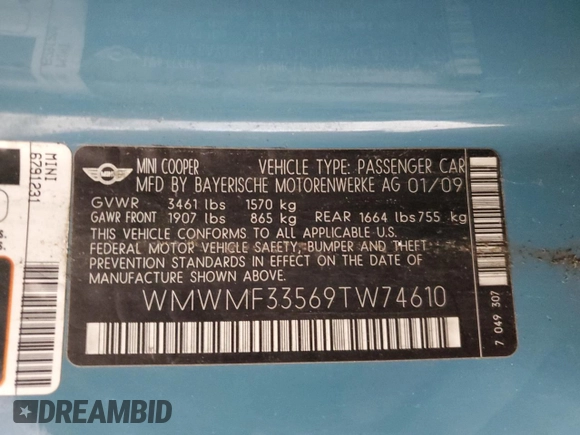 MINI
6791231
MINI COOPER VEHICLE TYPE: PASSENGER CAR
MFD BY BAYERISCHE MOTORENWERKE AG 01/09
GVWR 3461 lbs 1570 kg
GAWR FRONT 1907 lbs 865 kg REAR 1664 lbs 755 kg
THIS VEHICLE CONFORMS TO ALL APPLICABLE U.S.
FEDERAL MOTOR VEHICLE SAFETY, BUMPER AND THEFT
PREVENTION STANDARDS IN EFFECT ON THE DATE OF
MANUFACTURE SHOWN ABOVE.
WMWMF33569TW74610
7 049 307
DREAMBID